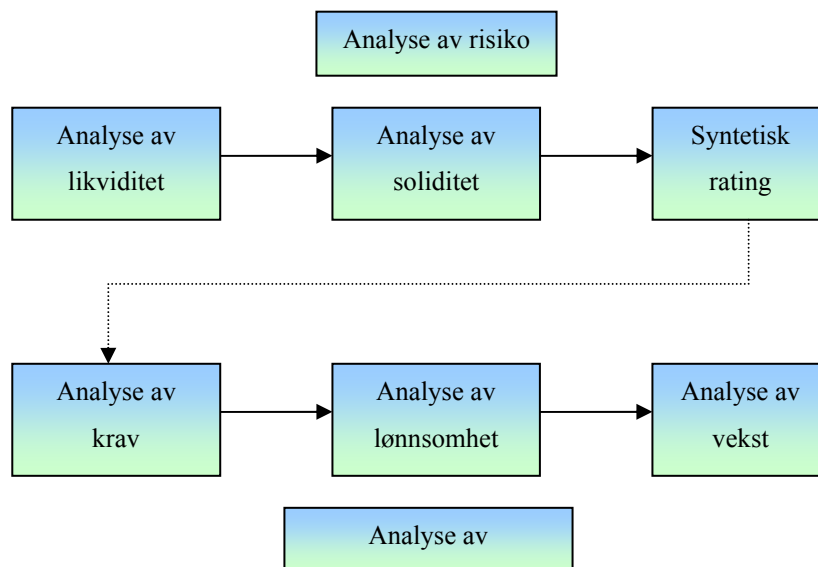 Analyse av risiko
Analyse av
likviditet
Analyse av
soliditet
Syntetisk
rating
Analyse av
krav
Analyse av
lønnsomhet
Analyse av
vekst
Analyse av